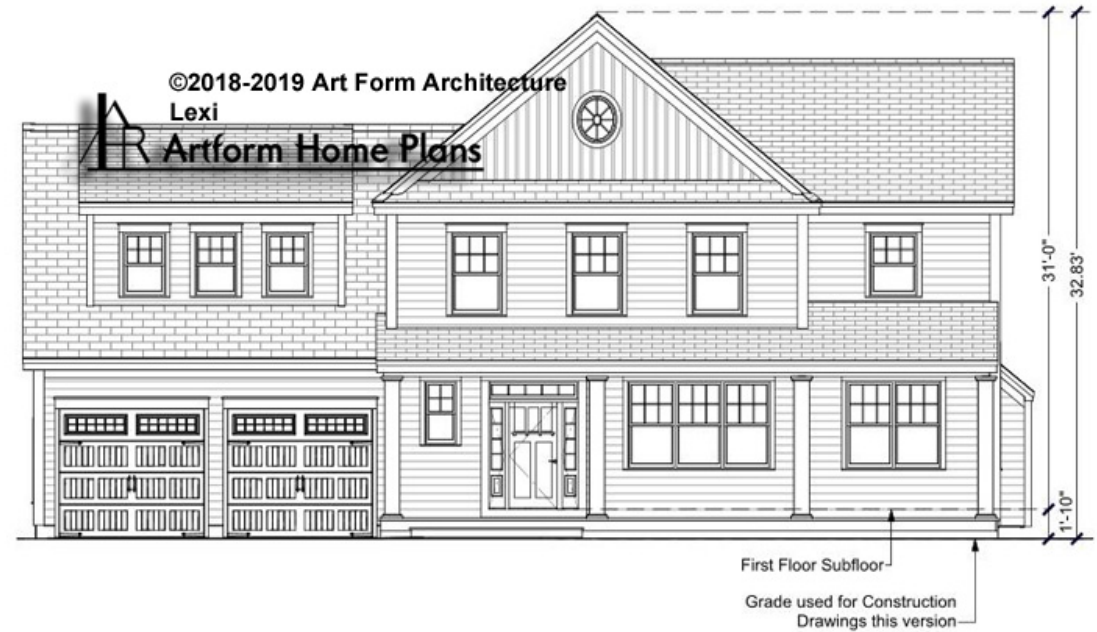 ©2018-2019 Art Form Architecture
Lexi
AR Artform Home Plans
31'-0"
32.83'
1'-10"
First Floor Subfloor
Grade used for Construction
Drawings this version